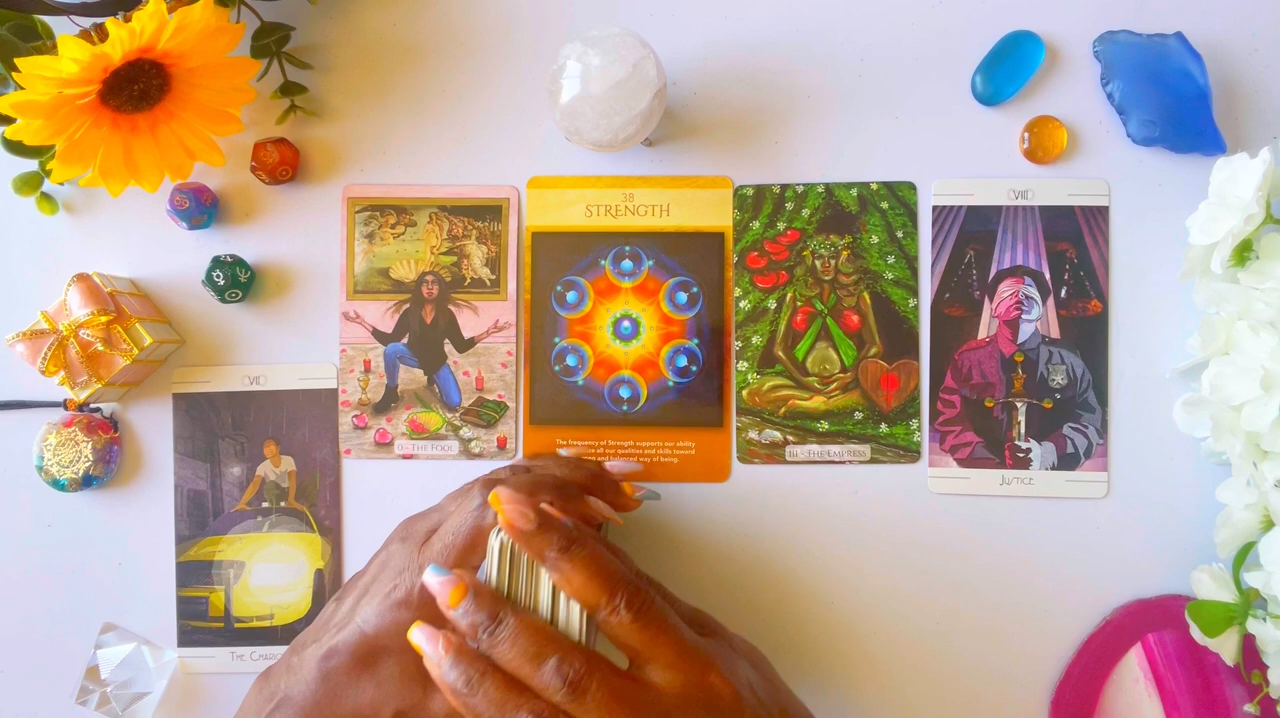 VII
THE
0 - THE FOOL
38
STRENGTH
The frequency of Strength supports our ability
all our qualities and skills toward
and balanced way of being.
III - THE EMPRESS
VIII
JUSTICE